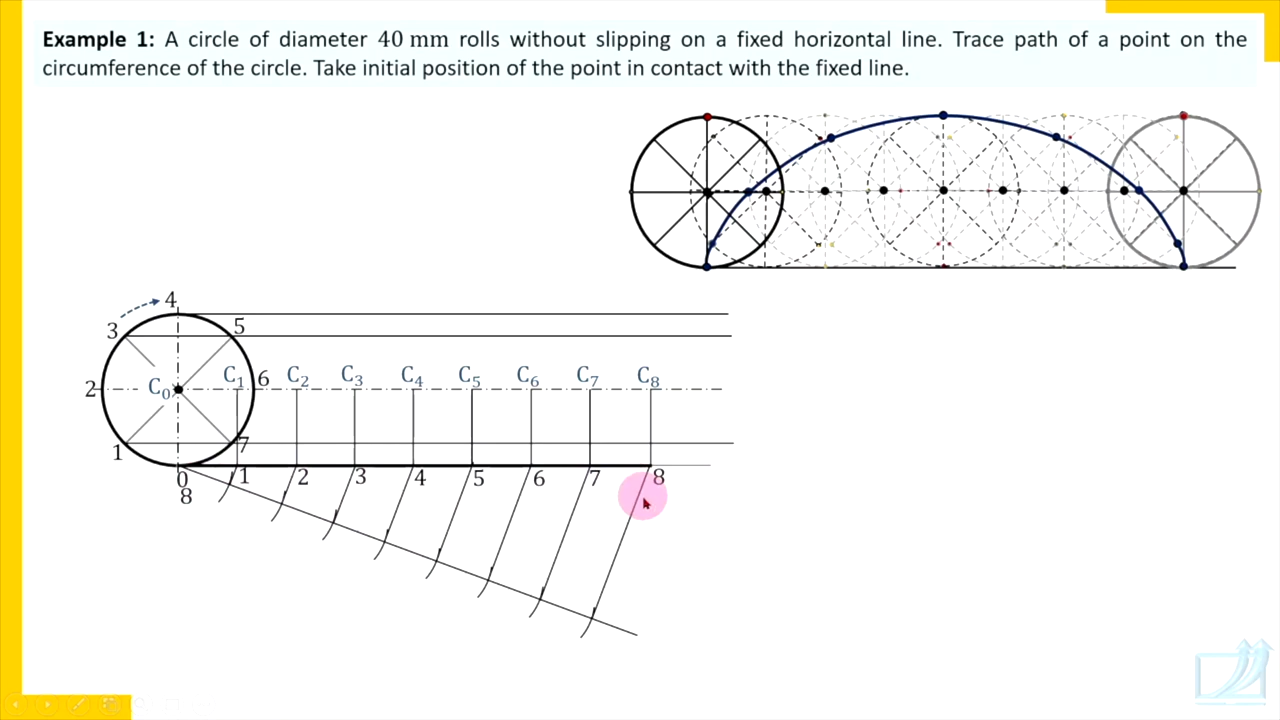 Example 1: A circle of diameter 40 mm rolls without slipping on a fixed horizontal line. Trace path of a point on the
circumference of the circle. Take initial position of the point in contact with the fixed line.
4
3
5
2
C₀
C₁
6
C₂
C₃
C₄
C₅
C₆
C₇
C₈
1
7
0
1
2
3
4
5
6
7
8
8